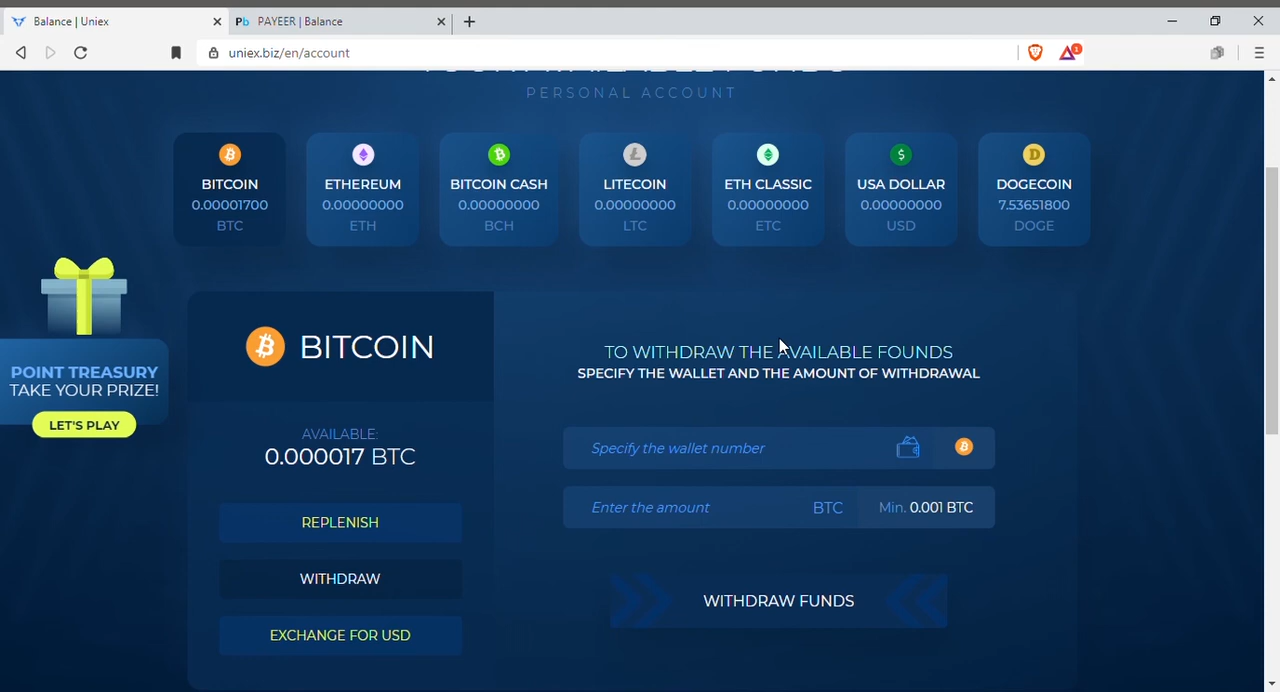 Balance | Uniex
Pb PAYEER | Balance
uniex.biz/en/account
1
PERSONAL ACCOUNT
BITCOIN
0.00001700
BTC
ETHEREUM
0.00000000
ETH
BITCOIN CASH
0.00000000
BCH
LITECOIN
0.00000000
LTC
ETH CLASSIC
0.00000000
ETC
USA DOLLAR
0.00000000
USD
DOGECOIN
7.53651800
DOGE
POINT TREASURY
TAKE YOUR PRIZE!
LET'S PLAY
BITCOIN
AVAILABLE:
0.000017 BTC
REPLENISH
WITHDRAW
EXCHANGE FOR USD
TO WITHDRAW THE AVAILABLE FOUNDS
SPECIFY THE WALLET AND THE AMOUNT OF WITHDRAWAL
Specify the wallet number
Enter the amount BTC Min. 0.001 BTC
WITHDRAW FUNDS